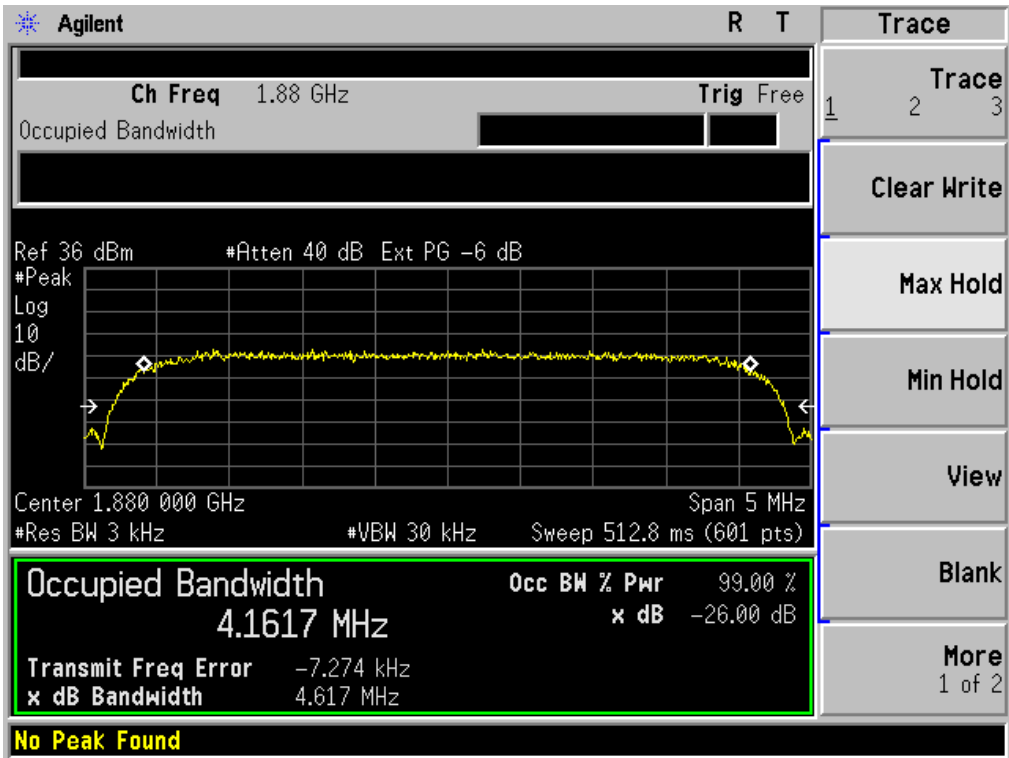 Agilent R T Trace
Ch Freq 1.88 GHz Trig Free
Occupied Bandwidth
Trace
1 2 3
Clear Write
Ref 36 dBm #Atten 40 dB Ext PG -6 dB
#Peak
Log
10
dB/
Max Hold
Min Hold
View
Center 1.880 000 GHz Span 5 MHz
#Res BW 3 kHz #VBW 30 kHz Sweep 512.8 ms (601 pts)
Occupied Bandwidth Occ BW % Pwr 99.00 %
4.1617 MHz x dB -26.00 dB
Transmit Freq Error -7.274 kHz
x dB Bandwidth 4.617 MHz
Blank
More
1 of 2
No Peak Found